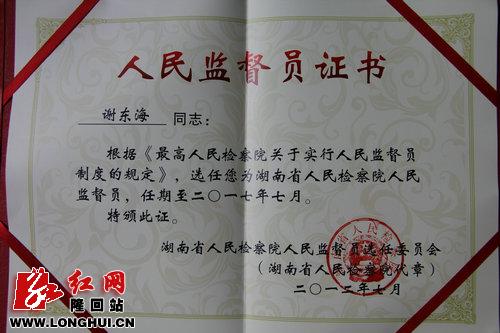 人民监督员证书
谢东海 同志：
根据《最高人民检察院关于实行人民监督员
制度的规定》，选任您为湖南省人民检察院人民
监督员，任期至二〇一七年七月。
特颁此证。
湖南省人民检察院人民监督员选任委员会
（湖南省人民检察院代章）
二〇一二年七月
红网
隆回站
WWW.LONGHUI.CN